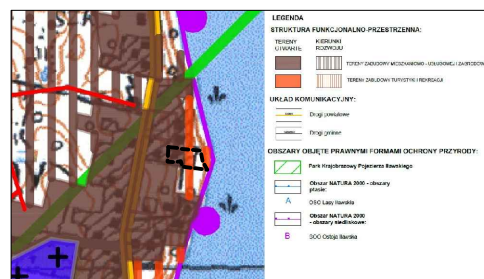 LEGENDA
STRUKTURA FUNKCJONALNO-PRZESTRZENNA:
TERENY OTWARTE
KIERUNKI ROZWOJU
TERENY ZABUDOWY MIESZKANIOWO - USŁUGOWEJ I ZAGRODOWEJ
TERENY ZABUDOWY TURYSTYKI I REKREACJI
UKŁAD KOMUNIKACYJNY:
Drogi powiatowe
Drogi gminne
OBSZARY OBJĘTE PRAWNYMI FORMAMI OCHRONY PRZYRODY:
Park Krajobrazowy Pojezierza Iławskiego
Obszar NATURA 2000 - obszary
ptasie:
A OSO Lasy Iławskie
Obszar NATURA 2000
- obszary siedliskowe:
B SOO Ostoja Iławska